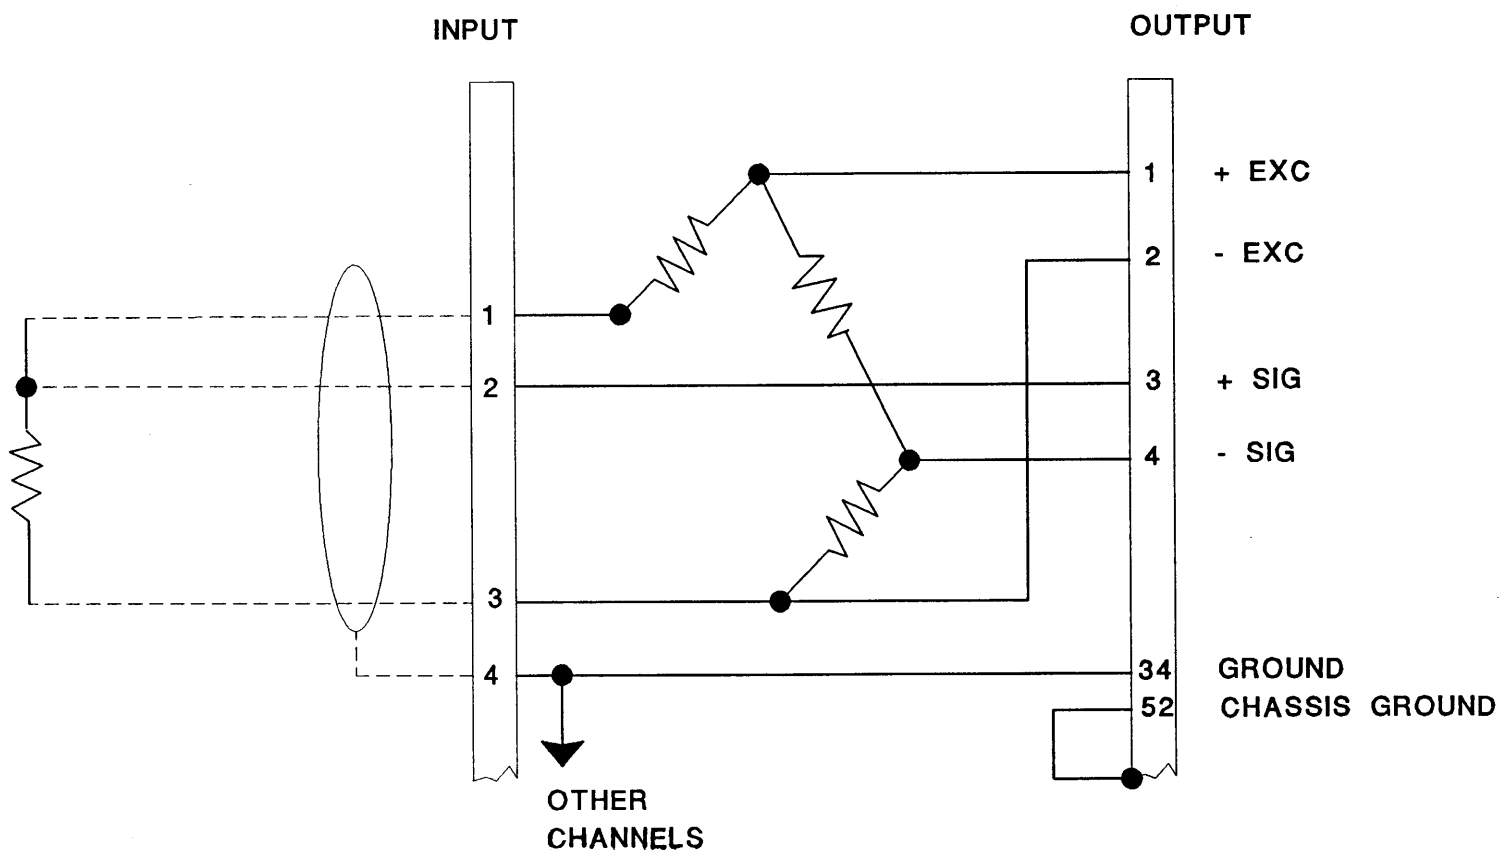 INPUT
OUTPUT
1 + EXC
2 - EXC
1
2
3 + SIG
4 - SIG
3
4
34 GROUND
52 CHASSIS GROUND
OTHER
CHANNELS